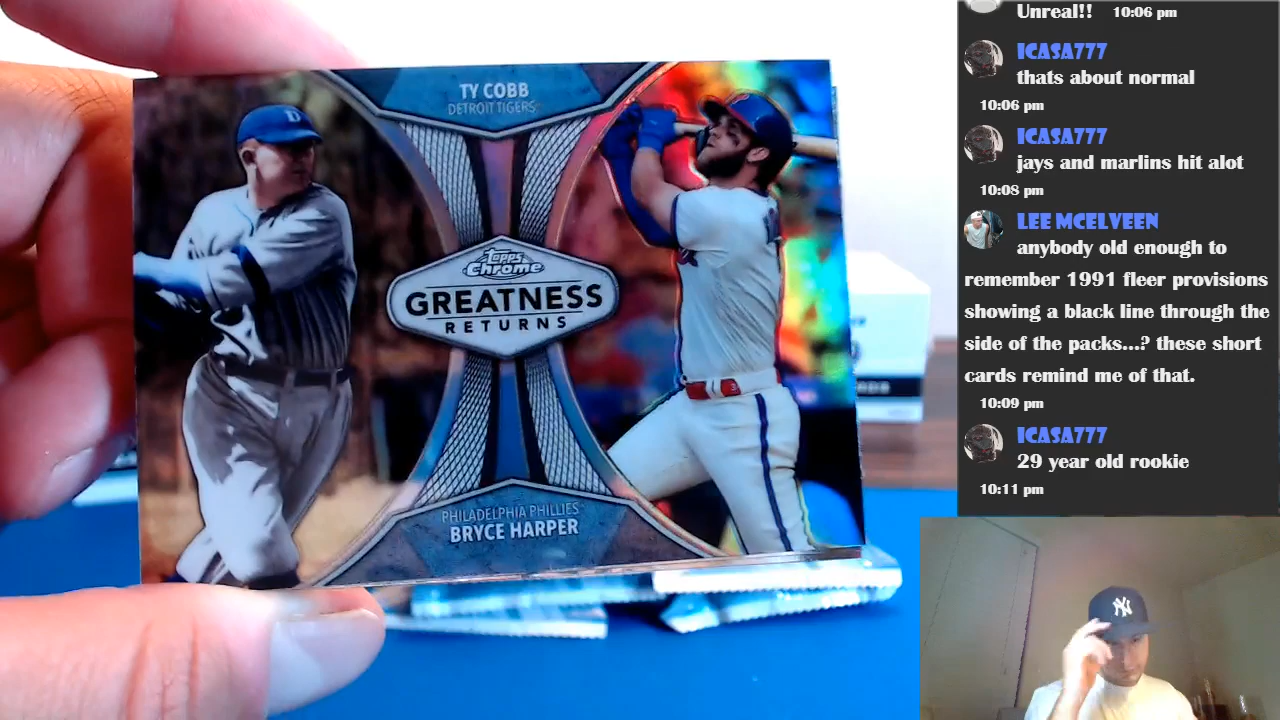 TY COBB
DETROIT TIGERS
Topps
Chrome
GREATNESS
RETURNS
PHILADELPHIA PHILLIES
BRYCE HARPER
D
NY
Unreal!! 10:06 pm
ICASA777
thats about normal
10:06 pm
ICASA777
jays and marlins hit alot
10:08 pm
LEE MCELVEEN
anybody old enough to
remember 1991 fleer provisions
showing a black line through the
side of the packs...? these short
cards remind me of that.
10:09 pm
ICASA777
29 year old rookie
10:11 pm